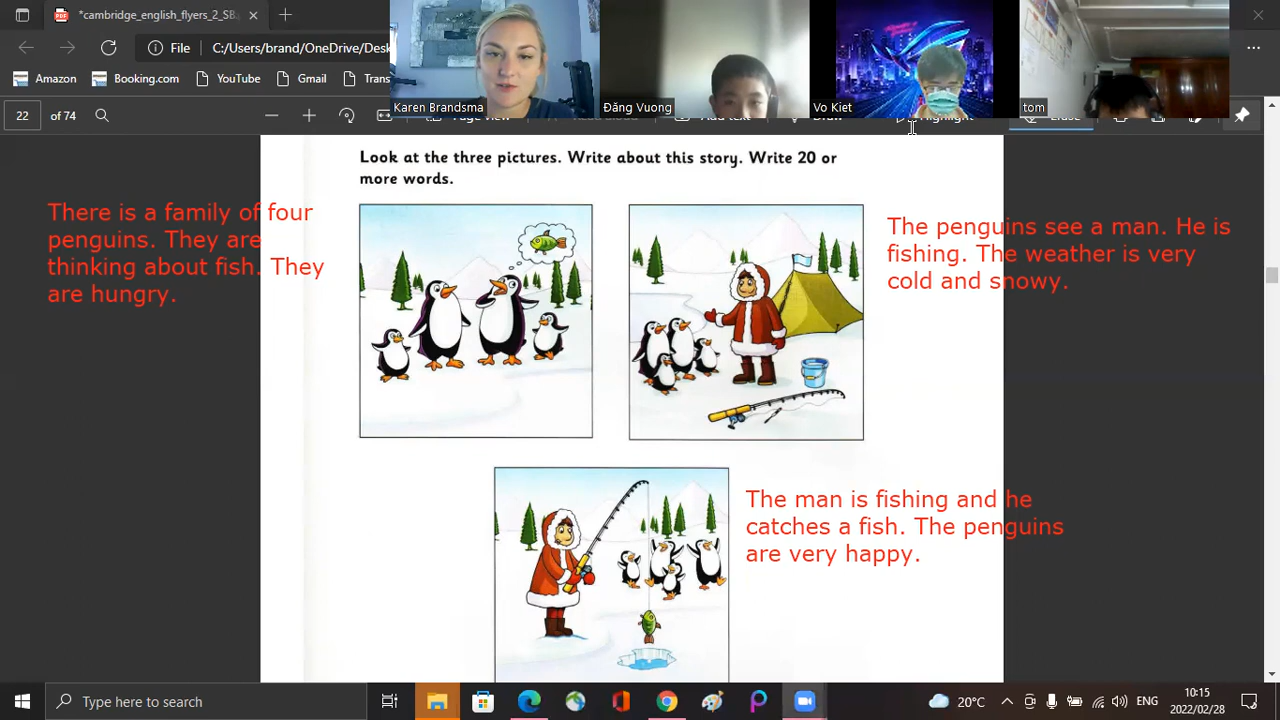 *cambridge_english_flyers_2_SB.
File
C:/Users/brand/OneDrive/Desk
Amazon
Booking.com
YouTube
Gmail
Trans
Karen Brandsma
Đăng Vuong
Vo Kiet
tom
22 of 74
Look at the three pictures. Write about this story. Write 20 or
more words.
There is a family of four
penguins. They are
thinking about fish. They
are hungry.
The penguins see a man. He is
fishing. The weather is very
cold and snowy.
The man is fishing and he
catches a fish. The penguins
are very happy.
Type here to search
20°C
ENG
10:15
2022/02/28